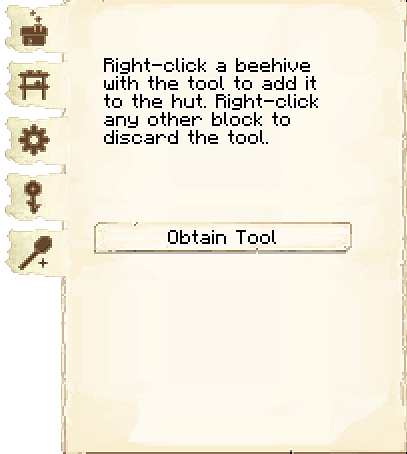 Right-click a beehive
with the tool to add it
to the hut. Right-click
any other block to
discard the tool.
Obtain Tool